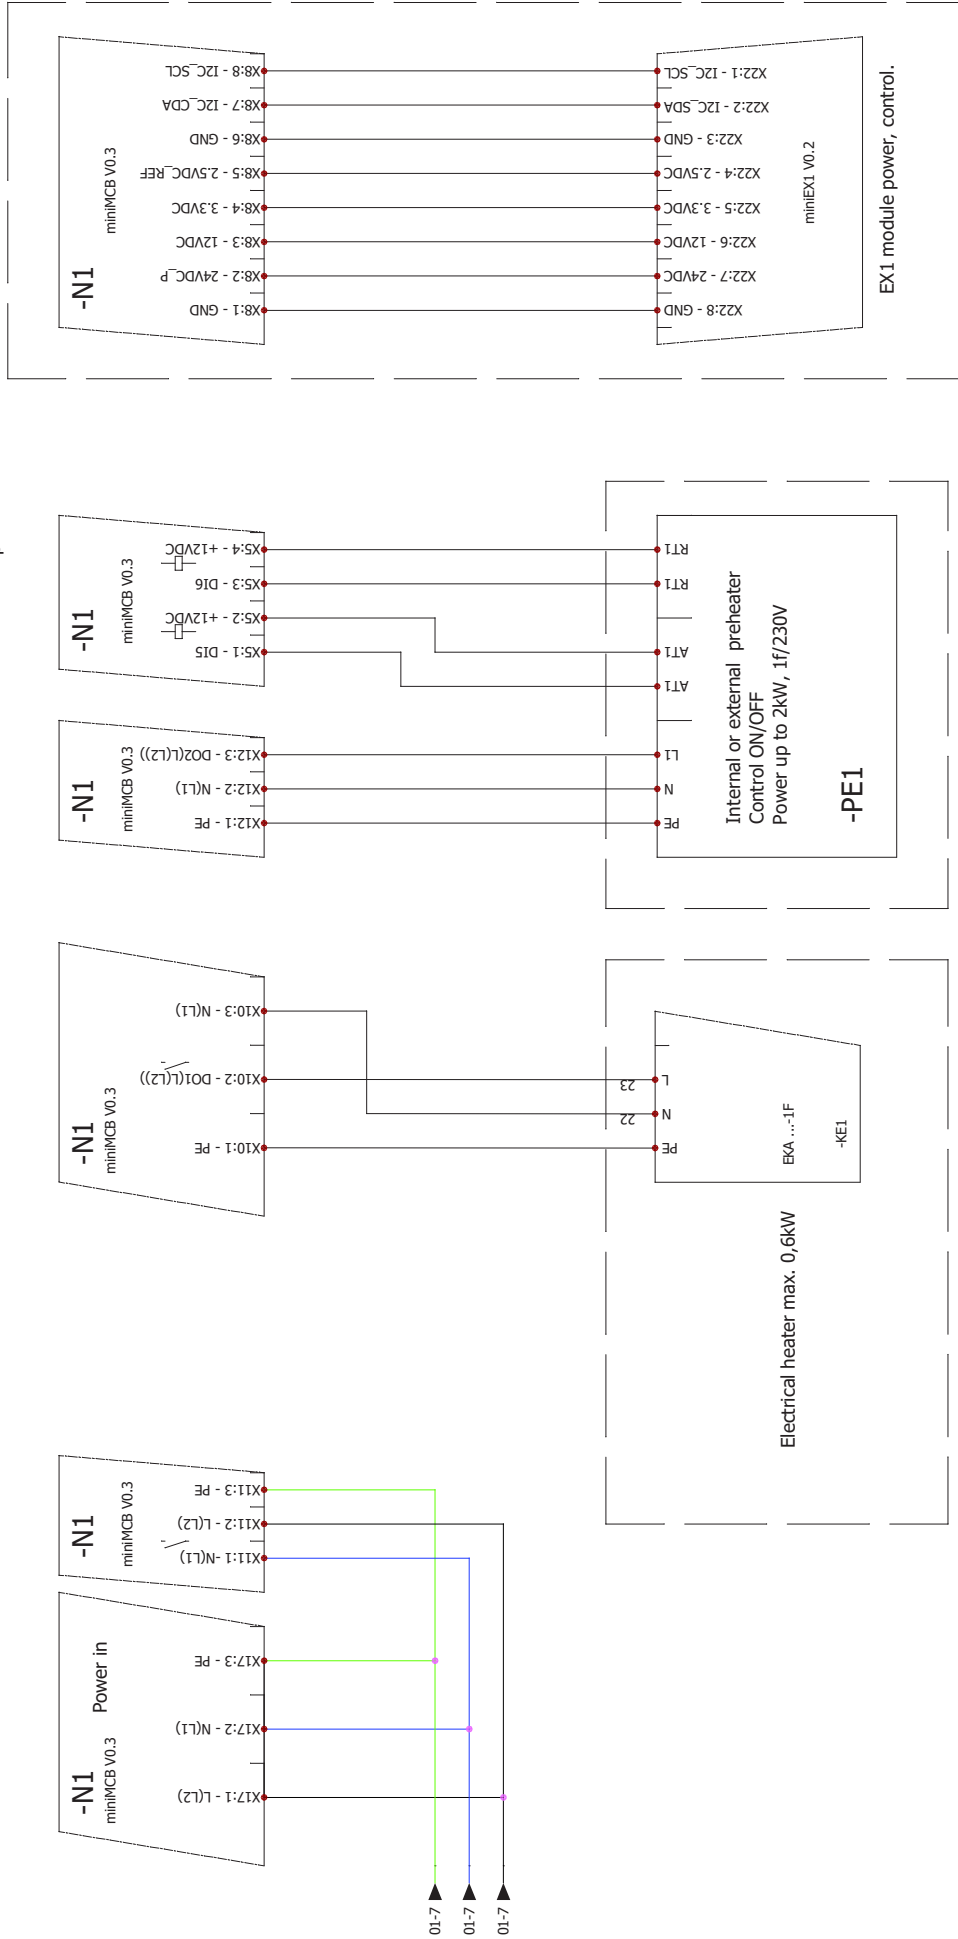 -N1
miniMCB V0.3
Power in
X17:1 - L(L2)
X17:2 - N(L1)
X17:3 - PE
-N1
miniMCB V0.3
X11:1 -N(L1)
X11:2 - L(L2)
X11:3 - PE
01-7
01-7
01-7
-N1
miniMCB V0.3
X10:1 - PE
X10:2 - DO1(L(L2))
X10:3 - N(L1)
PE
22
N
23
L
EKA ...-1F
-KE1
Electrical heater max. 0,6kW
-N1
miniMCB V0.3
X12:1 - PE
X12:2 - N(L1)
X12:3 - DO2(L(L2))
-N1
miniMCB V0.3
X5:1 - DI5
X5:2 - +12VDC
X5:3 - DI6
X5:4 - +12VDC
PE
N
L1
AT1
AT1
RT1
RT1
Internal or external preheater
Control ON/OFF
Power up to 2kW, 1f/230V
-PE1
-N1
miniMCB V0.3
X8:1 - GND
X8:2 - 24VDC_P
X8:3 - 12VDC
X8:4 - 3.3VDC
X8:5 - 2.5VDC_REF
X8:6 - GND
X8:7 - I2C_CDA
X8:8 - I2C_SCL
X22:8 - GND
X22:7 - 24VDC
X22:6 - 12VDC
X22:5 - 3.3VDC
X22:4 - 2.5VDC
X22:3 - GND
X22:2 - I2C_SDA
X22:1 - I2C_SCL
miniEX1 V0.2
EX1 module power, control.